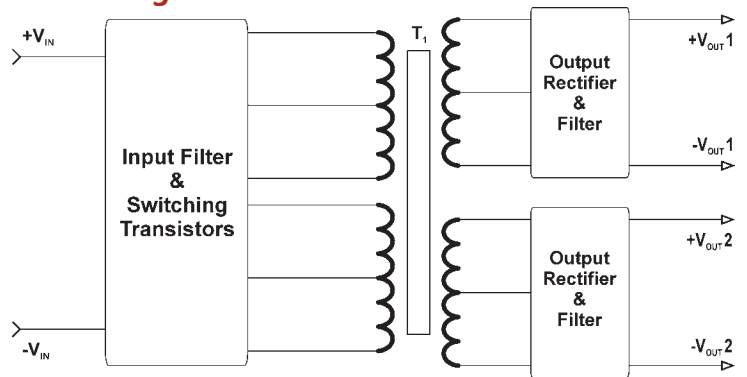 +V_IN
-V_IN
Input Filter
&
Switching
Transistors
T₁
Output
Rectifier
&
Filter
+V_OUT 1
-V_OUT 1
Output
Rectifier
&
Filter
+V_OUT 2
-V_OUT 2